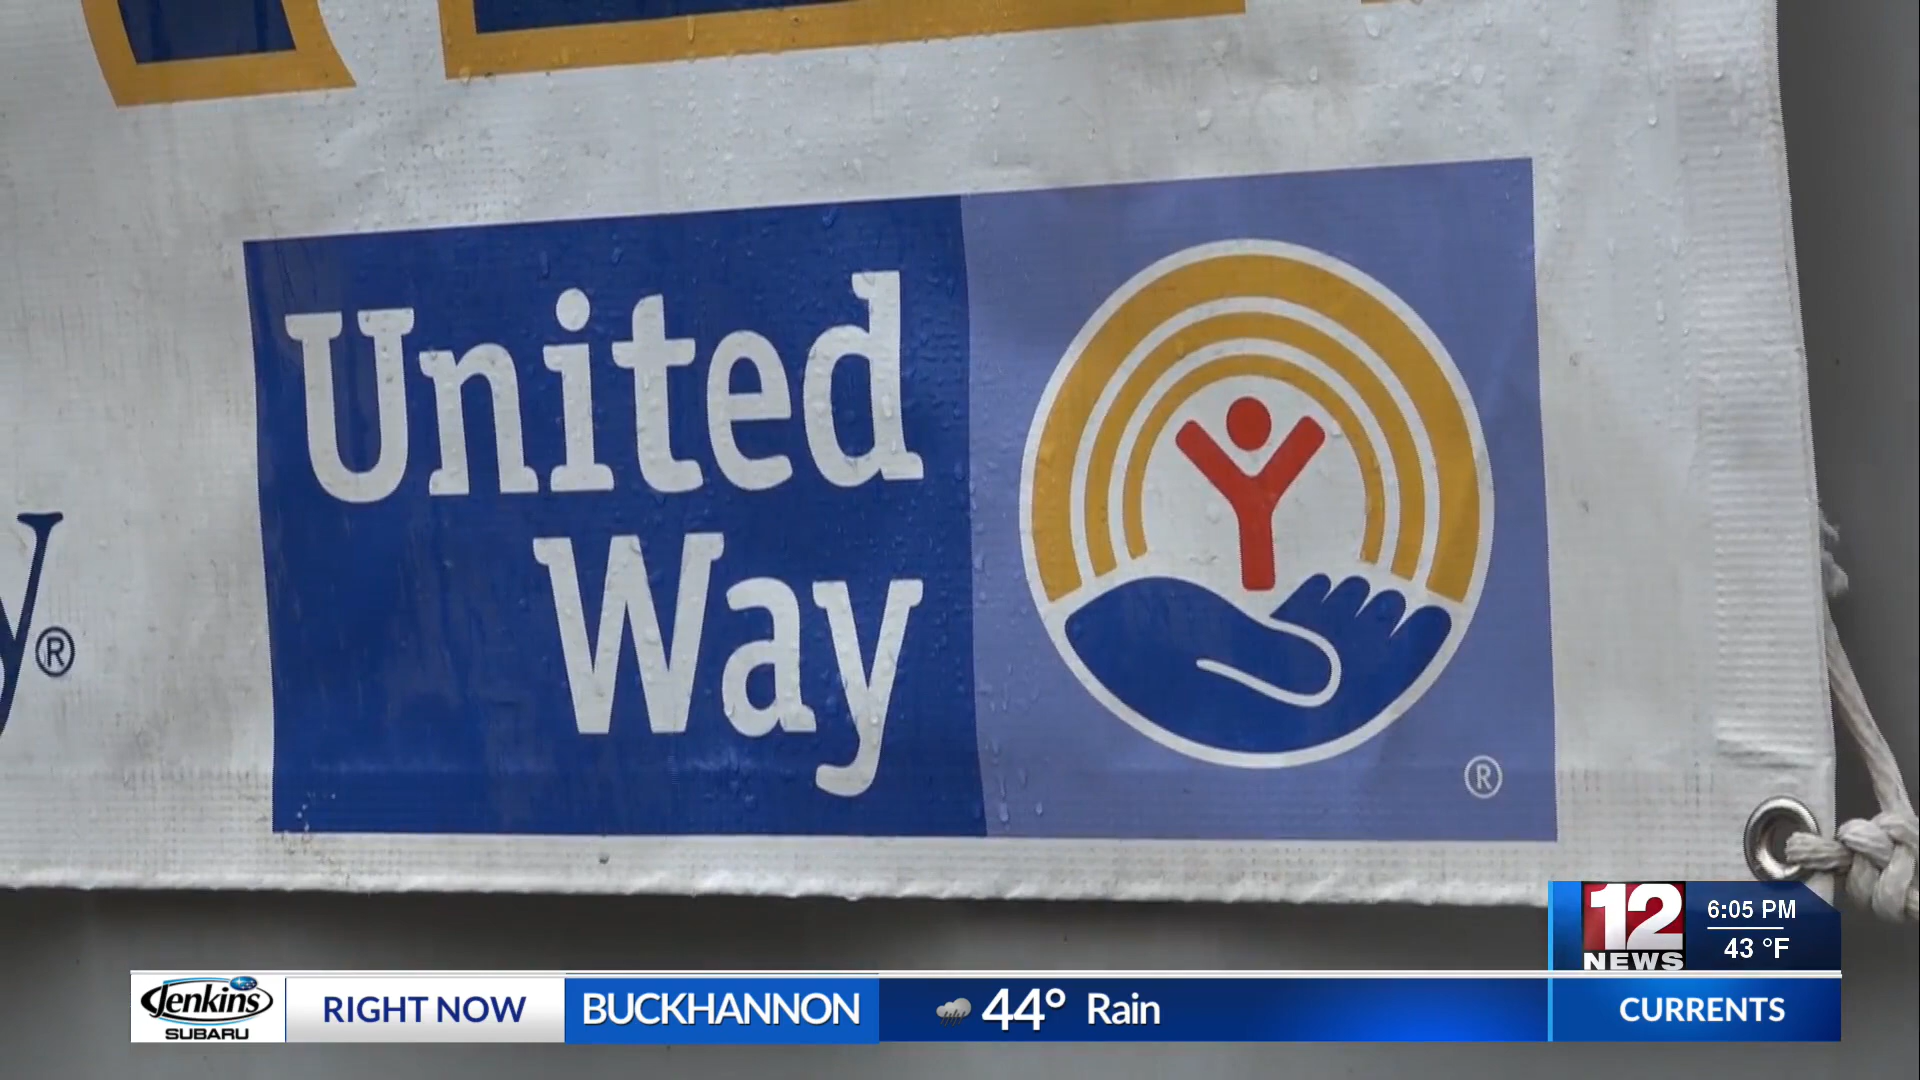 United
Way
®
y®
12
NEWS
6:05 PM
43 °F
Jenkins
SUBARU
RIGHT NOW
BUCKHANNON
44° Rain
CURRENTS